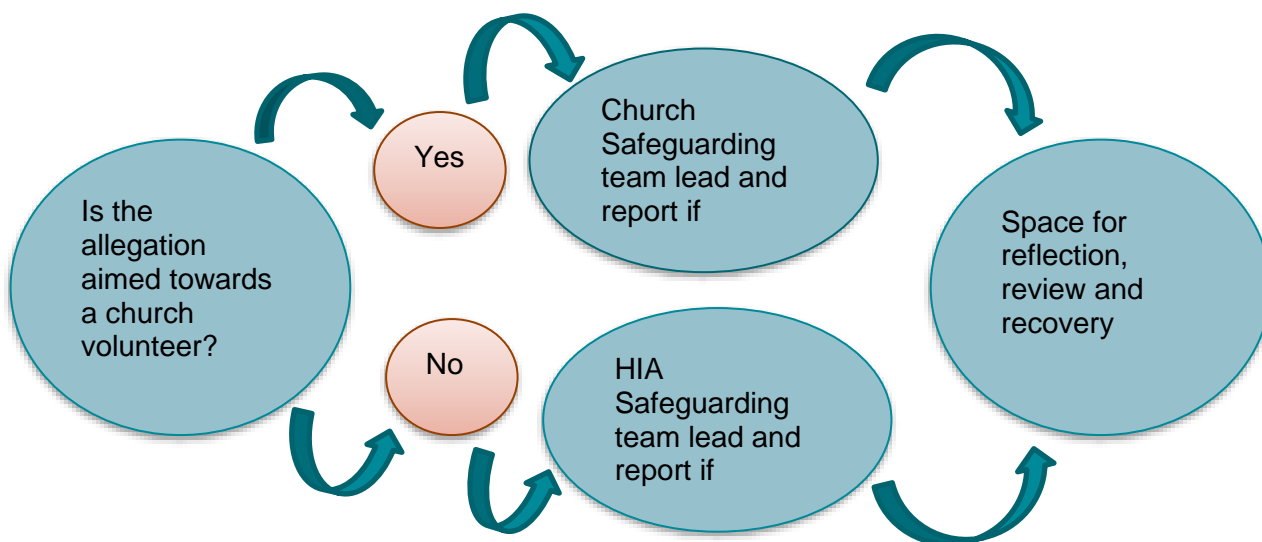 Is the
allegation
aimed towards
a church
volunteer?
Yes
Church
Safeguarding
team lead and
report if
No
HIA
Safeguarding
team lead and
report if
Space for
reflection,
review and
recovery